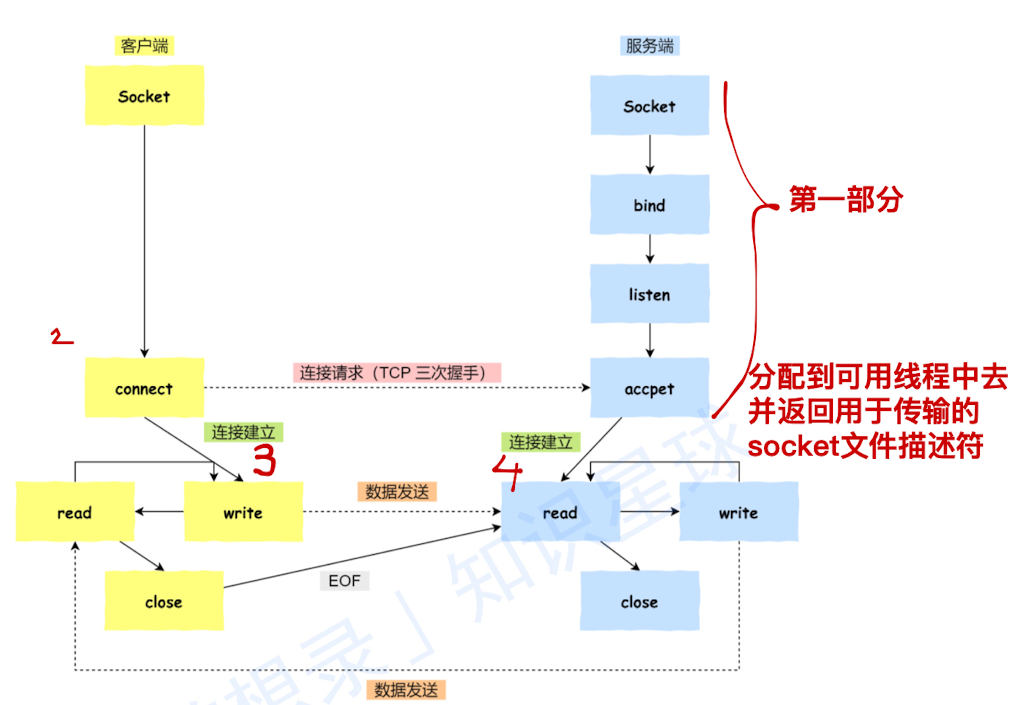 客户端
服务端
Socket
Socket
第一部分
bind
listen
2
连接请求（TCP 三次握手）
connect
accpet
分配到可用线程中去
并返回用于传输的
socket文件描述符
连接建立
连接建立
3
4
数据发送
read
write
read
write
EOF
close
close
数据发送
想录」知识星球